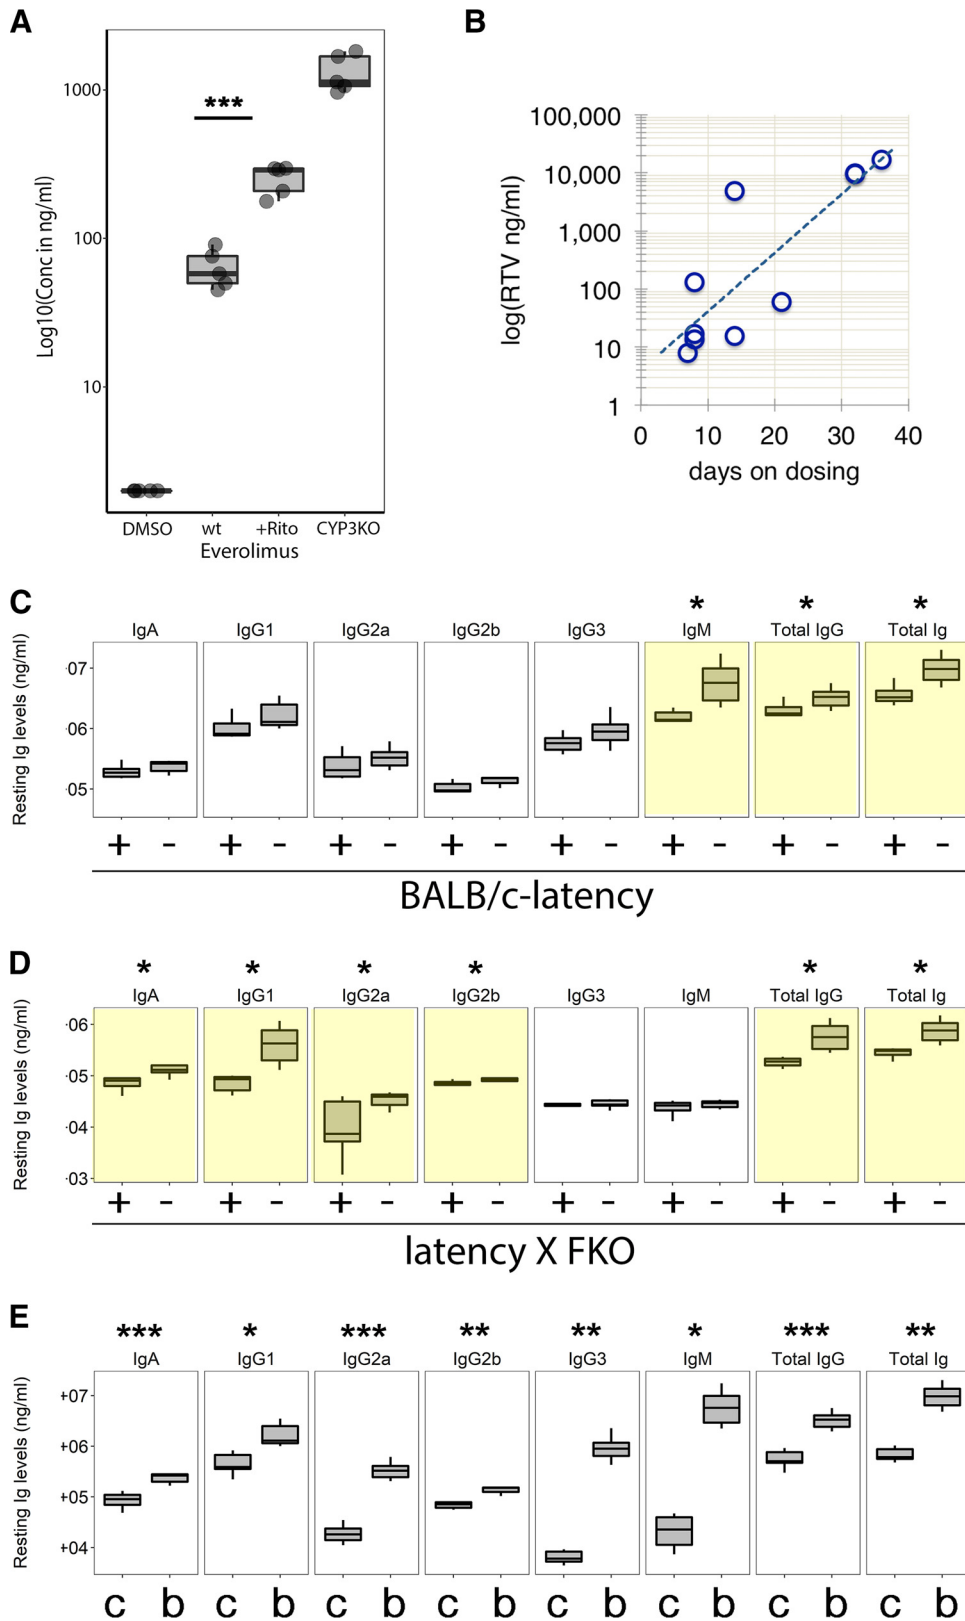 A
***
1000
100
10
Log10(Conc in ng/ml)
DMSO wt +Rito CYP3KO
Everolimus
B
100,000
10,000
1,000
100
10
1
log(RTV ng/ml)
0 10 20 30 40
days on dosing
C
* * *
IgA IgG1 IgG2a IgG2b IgG3 IgM Total IgG Total Ig
Resting Ig levels (ng/ml)
07
06
05
+ - + - + - + - + - + - + - + -
BALB/c-latency
D
* * * * * *
IgA IgG1 IgG2a IgG2b IgG3 IgM Total IgG Total Ig
Resting Ig levels (ng/ml)
06
05
04
03
+ - + - + - + - + - + - + - + -
latency X FKO
E
*** * *** ** ** * *** **
IgA IgG1 IgG2a IgG2b IgG3 IgM Total IgG Total Ig
Resting Ig levels (ng/ml)
+07
+06
+05
+04
c b c b c b c b c b c b c b c b